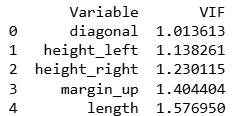 Variable VIF
0 diagonal 1.013613
1 height_left 1.138261
2 height_right 1.230115
3 margin_up 1.404404
4 length 1.576950